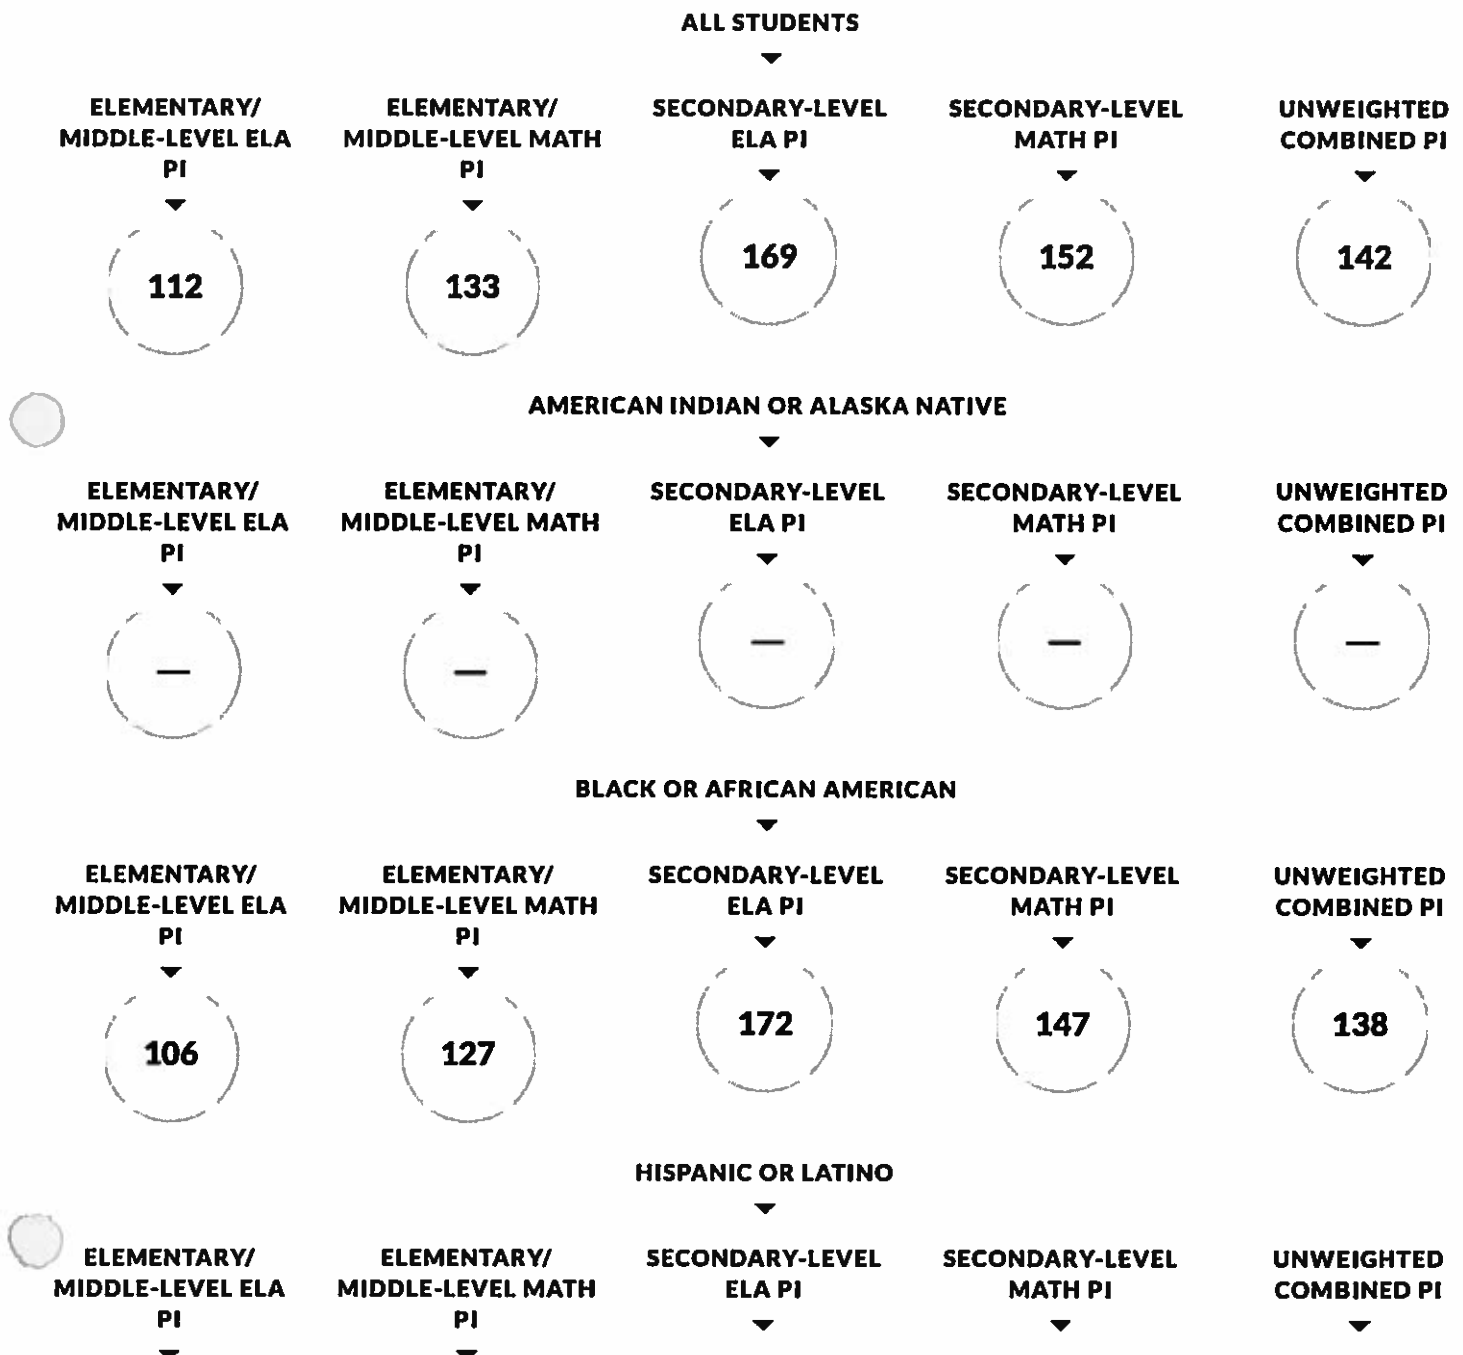 ALL STUDENTS
ELEMENTARY/
MIDDLE-LEVEL ELA
PI
112
ELEMENTARY/
MIDDLE-LEVEL MATH
PI
133
SECONDARY-LEVEL
ELA PI
169
SECONDARY-LEVEL
MATH PI
152
UNWEIGHTED
COMBINED PI
142
AMERICAN INDIAN OR ALASKA NATIVE
ELEMENTARY/
MIDDLE-LEVEL ELA
PI
—
ELEMENTARY/
MIDDLE-LEVEL MATH
PI
—
SECONDARY-LEVEL
ELA PI
—
SECONDARY-LEVEL
MATH PI
—
UNWEIGHTED
COMBINED PI
—
BLACK OR AFRICAN AMERICAN
ELEMENTARY/
MIDDLE-LEVEL ELA
PI
106
ELEMENTARY/
MIDDLE-LEVEL MATH
PI
127
SECONDARY-LEVEL
ELA PI
172
SECONDARY-LEVEL
MATH PI
147
UNWEIGHTED
COMBINED PI
138
HISPANIC OR LATINO
ELEMENTARY/
MIDDLE-LEVEL ELA
PI
ELEMENTARY/
MIDDLE-LEVEL MATH
PI
SECONDARY-LEVEL
ELA PI
SECONDARY-LEVEL
MATH PI
UNWEIGHTED
COMBINED PI